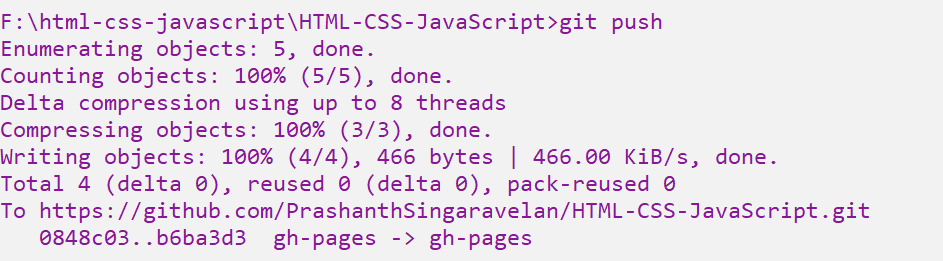 F:\html-css-javascript\HTML-CSS-JavaScript>git push
Enumerating objects: 5, done.
Counting objects: 100% (5/5), done.
Delta compression using up to 8 threads
Compressing objects: 100% (3/3), done.
Writing objects: 100% (4/4), 466 bytes | 466.00 KiB/s, done.
Total 4 (delta 0), reused 0 (delta 0), pack-reused 0
To https://github.com/PrashanthSingaravelan/HTML-CSS-JavaScript.git
   0848c03..b6ba3d3  gh-pages -> gh-pages